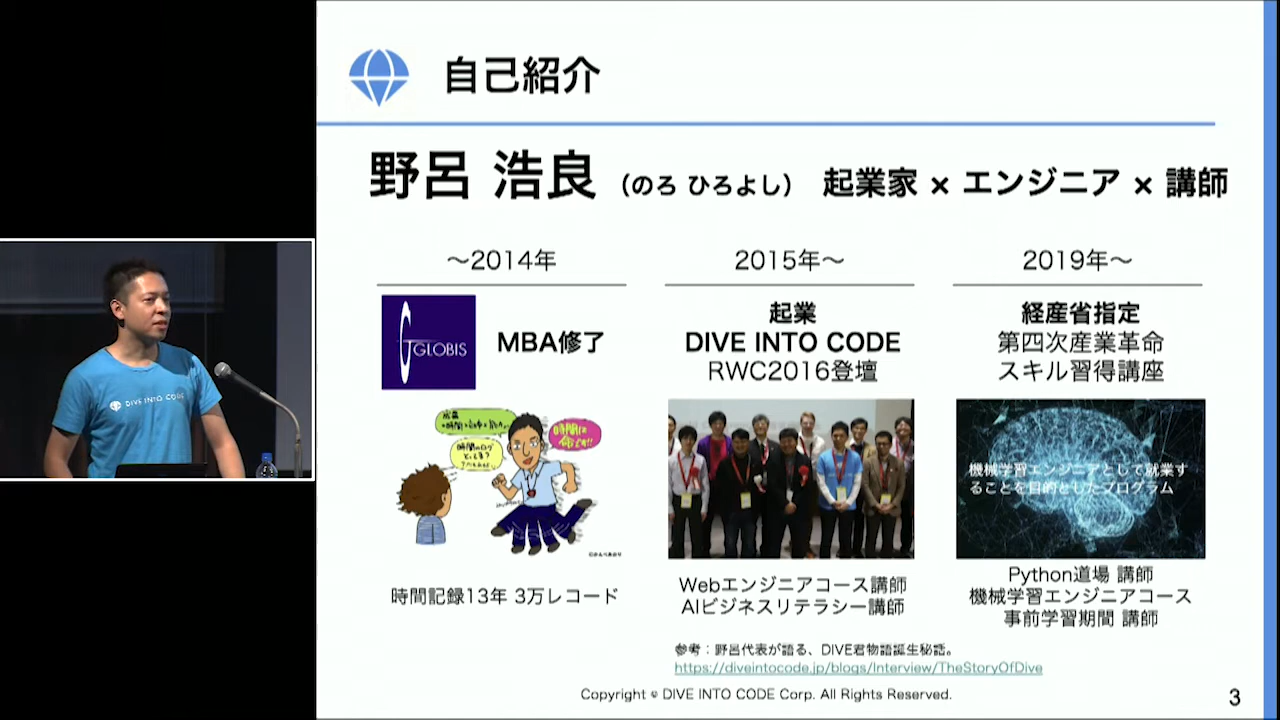 自己紹介
野呂 浩良 (のろ ひろよし) 起業家 × エンジニア × 講師
〜2014年
GLOBIS
MBA修了
時間に
時間のログ
時間記録13年 3万レコード
2015年〜
起業
DIVE INTO CODE
RWC2016登壇
Webエンジニアコース講師
AIビジネスリテラシー講師
2019年〜
経産省指定
第四次産業革命
スキル習得講座
機械学習エンジニアとして就業す
ることを目的としたプログラム
Python道場 講師
機械学習エンジニアコース
事前学習期間 講師
DIVE INTO CODE
参考：野呂代表が語る、DIVE君物語誕生秘話。
https://diveintocode.jp/blogs/Interview/TheStoryOfDive
Copyright © DIVE INTO CODE Corp. All Rights Reserved.
3